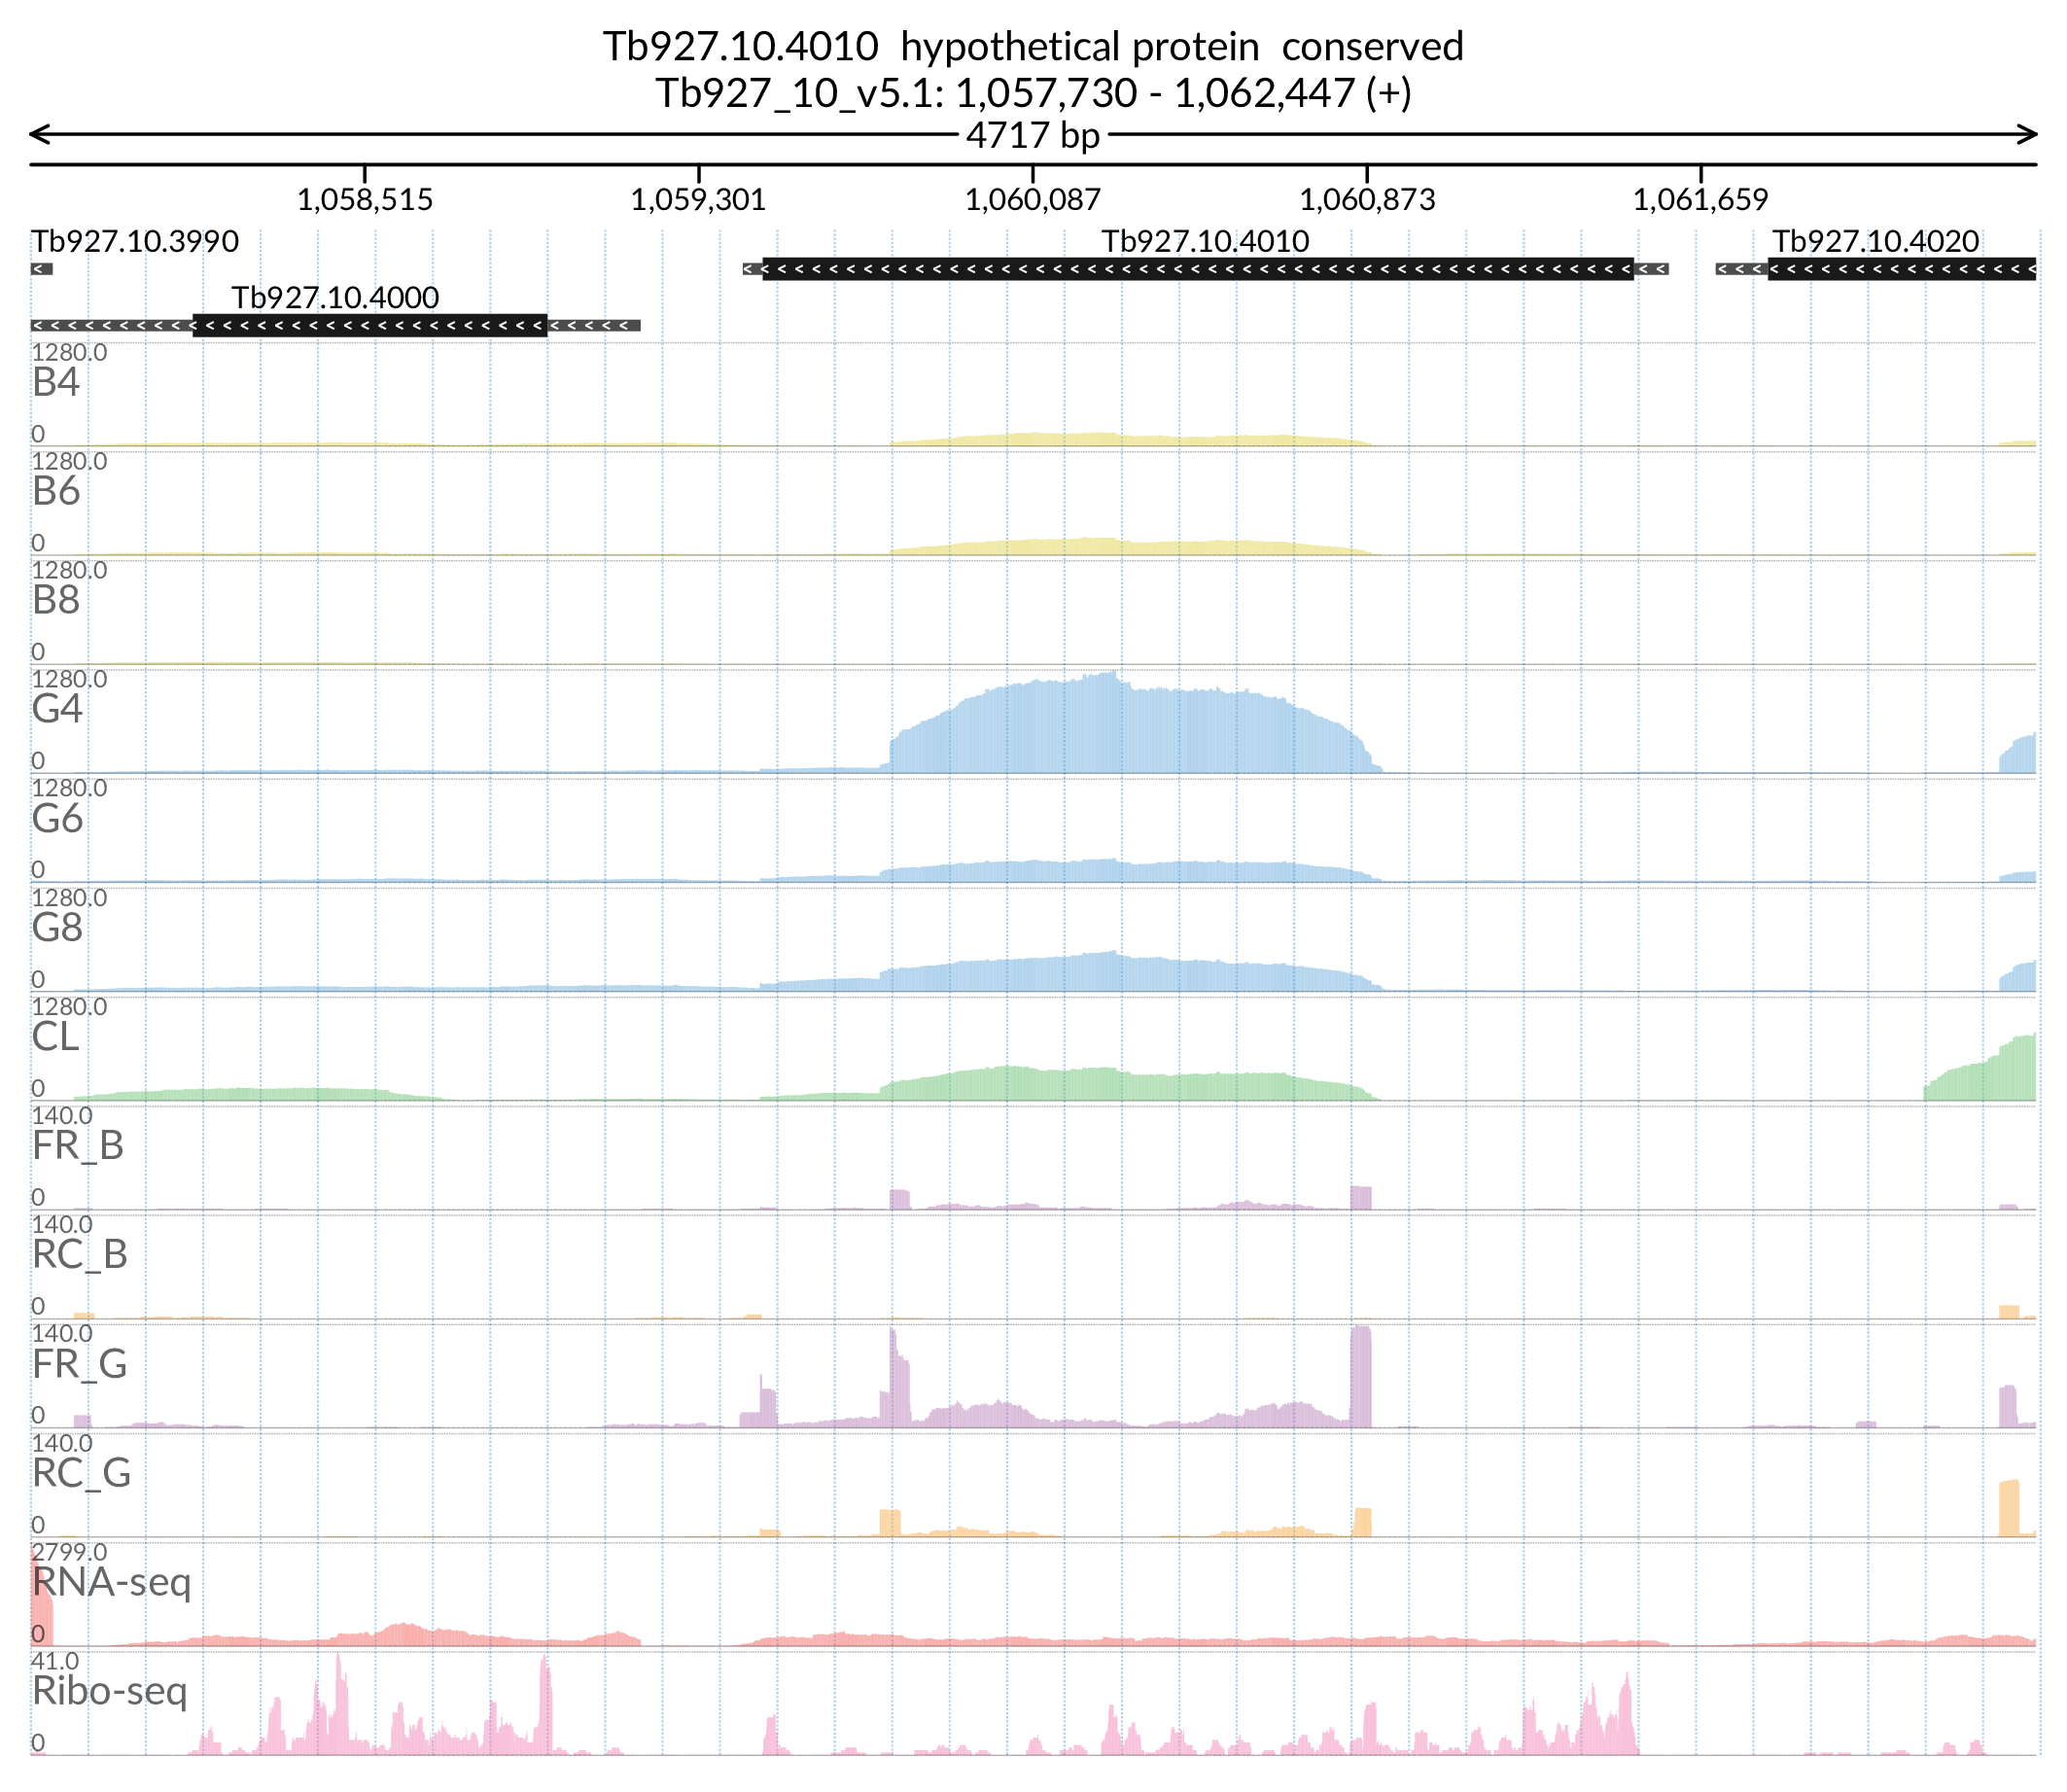 Tb927.10.4010  hypothetical protein  conserved
Tb927_10_v5.1: 1,057,730 - 1,062,447 (+)
4717 bp
1,058,515 1,059,301 1,060,087 1,060,873 1,061,659
Tb927.10.3990 Tb927.10.4010 Tb927.10.4020
Tb927.10.4000
1280.0
B4
0
1280.0
B6
0
1280.0
B8
0
1280.0
G4
0
1280.0
G6
0
1280.0
G8
0
1280.0
CL
0
140.0
FR_B
0
140.0
RC_B
0
140.0
FR_G
0
140.0
RC_G
0
2799.0
RNA-seq
0
41.0
Ribo-seq
0